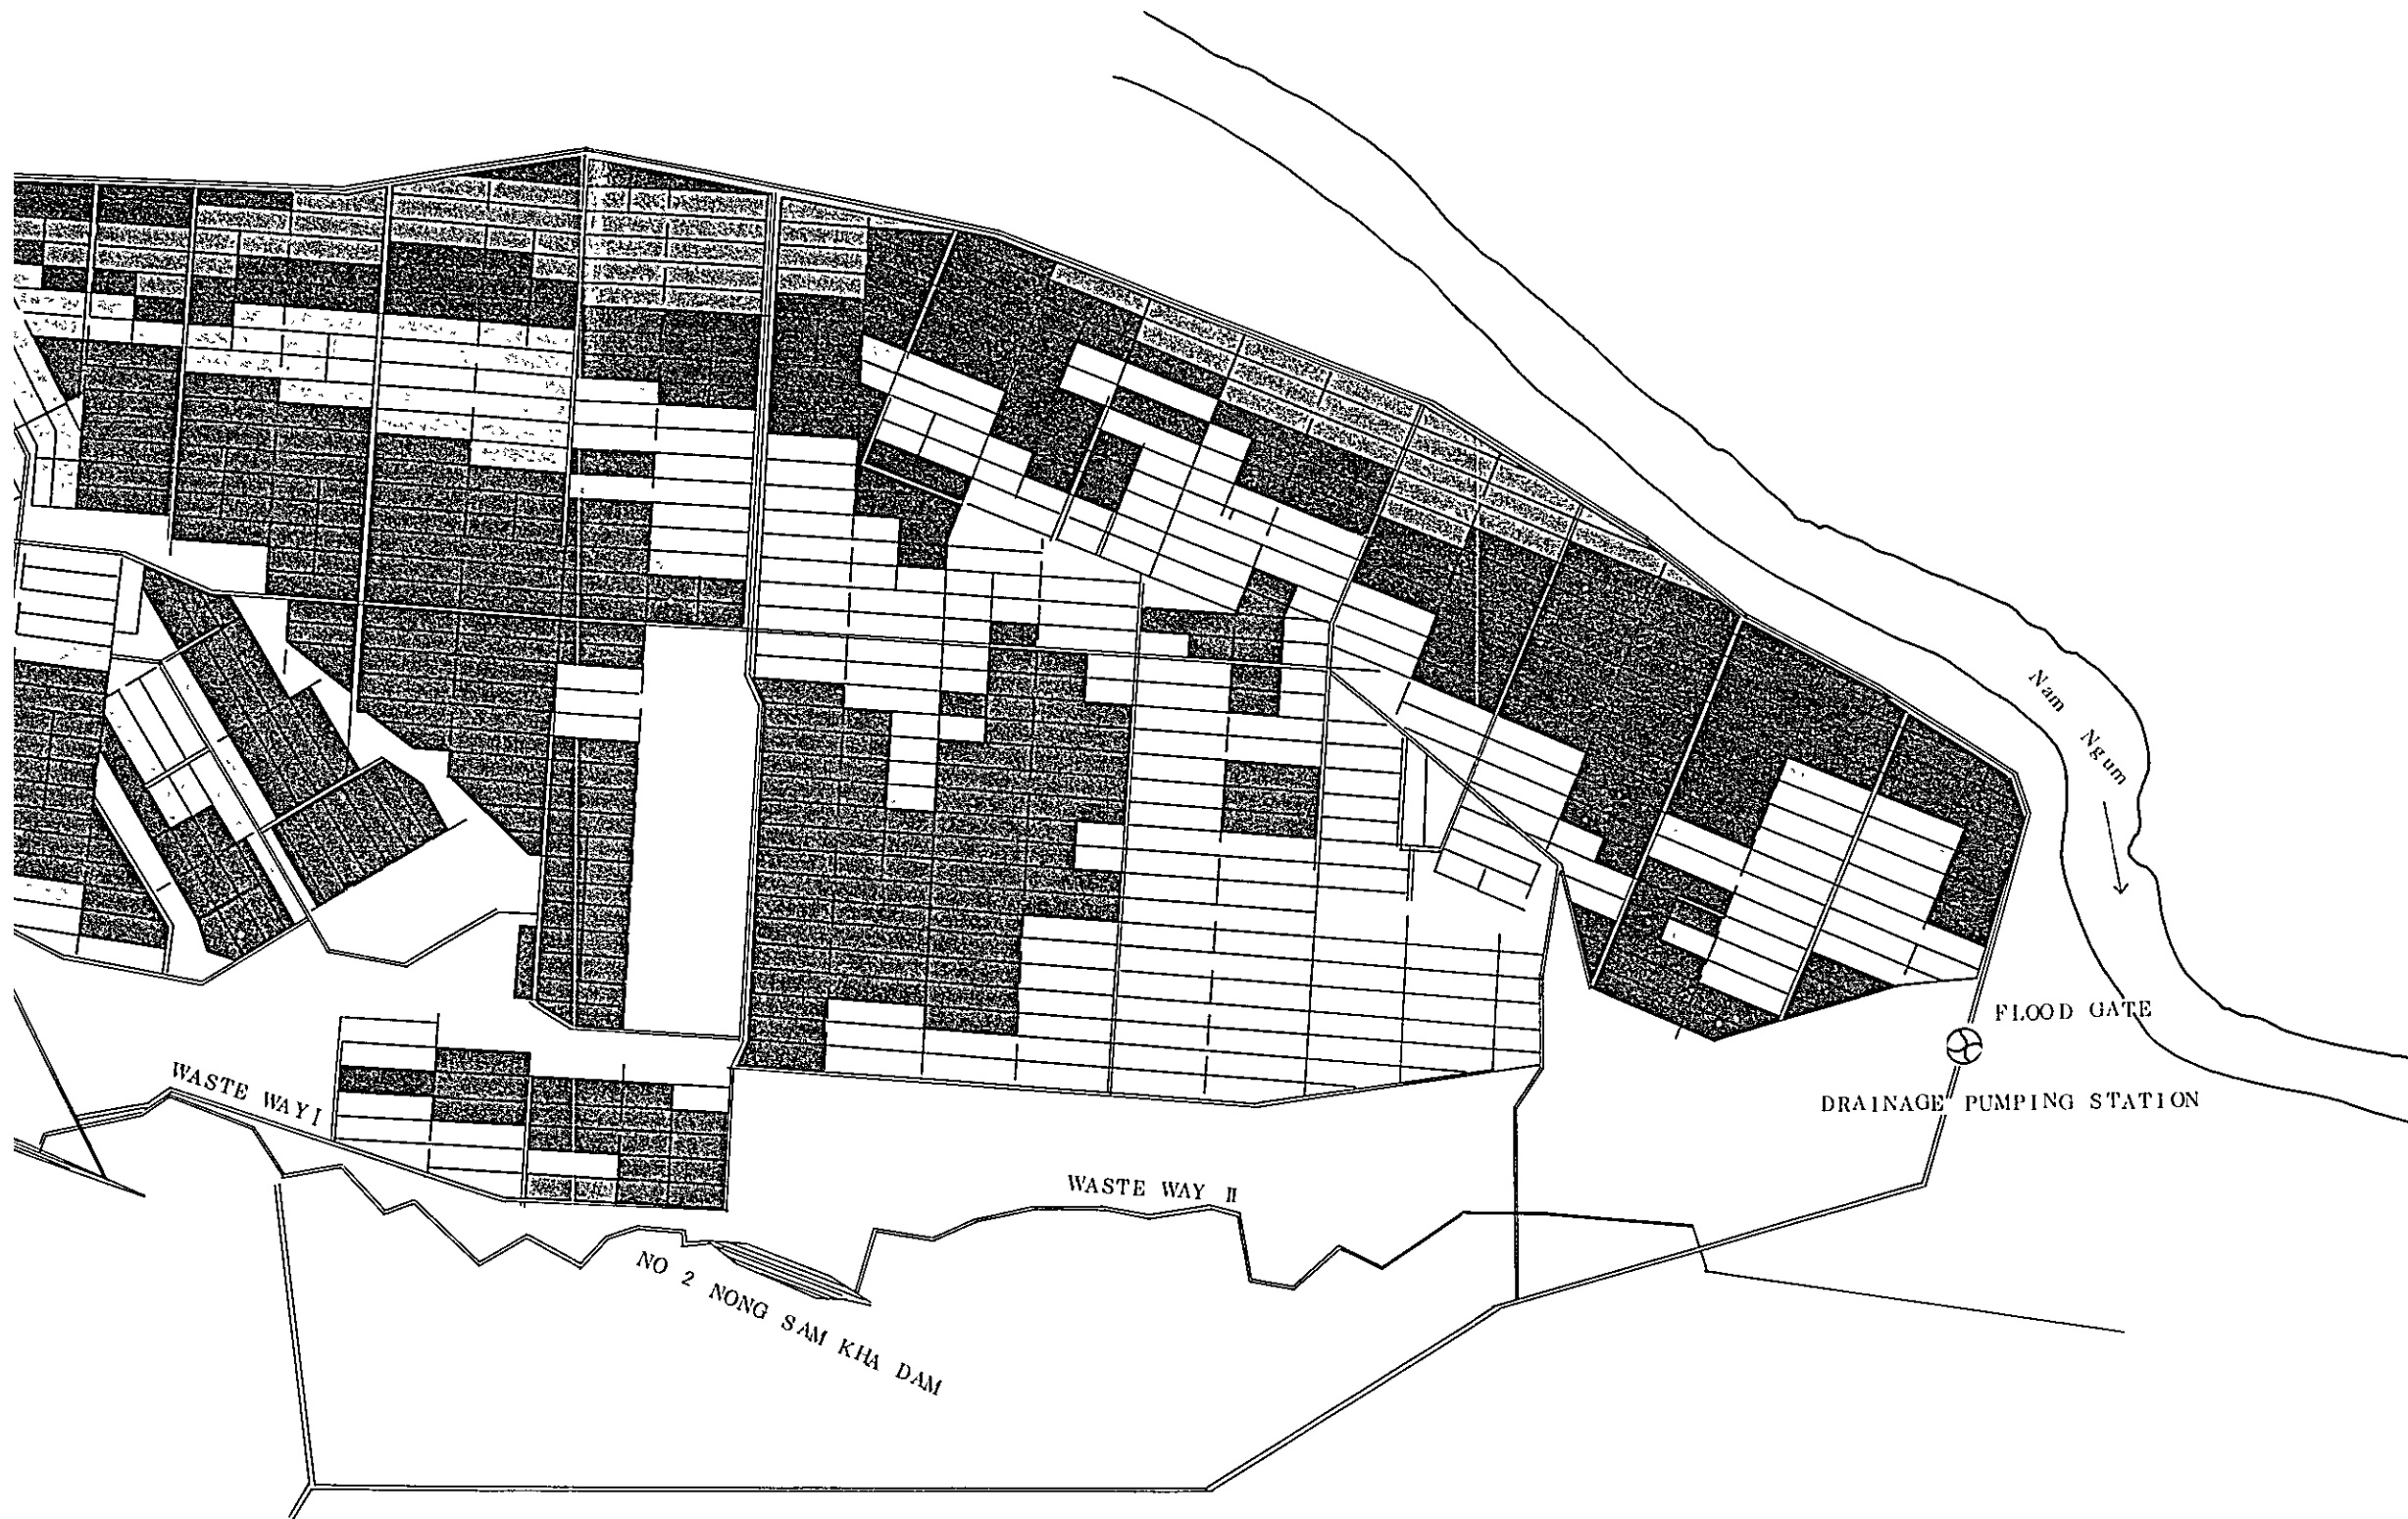 Nam Ngum
FLOOD GATE
DRAINAGE PUMPING STATION
WASTE WAY I
WASTE WAY II
NO 2 NONG SAM KHA DAM